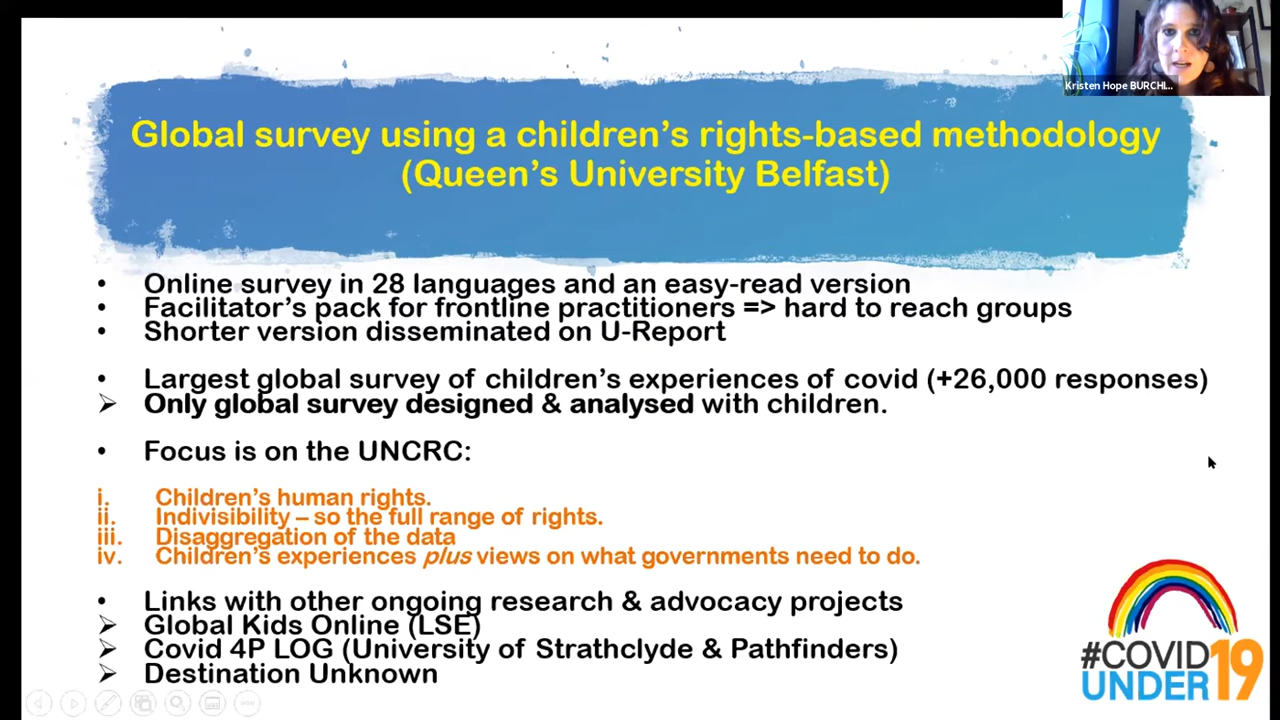 Kristen Hope BURCHI...
Global survey using a children's rights-based methodology
(Queen's University Belfast)
• Online survey in 28 languages and an easy-read version
• Facilitator's pack for frontline practitioners => hard to reach groups
• Shorter version disseminated on U-Report
• Largest global survey of children's experiences of covid (+26,000 responses)
➢ Only global survey designed & analysed with children.
• Focus is on the UNCRC:
i. Children's human rights.
ii. Indivisibility – so the full range of rights.
iii. Disaggregation of the data
iv. Children's experiences plus views on what governments need to do.
• Links with other ongoing research & advocacy projects
➢ Global Kids Online (LSE)
➢ Covid 4P LOG (University of Strathclyde & Pathfinders)
➢ Destination Unknown
#COVID
UNDER 19